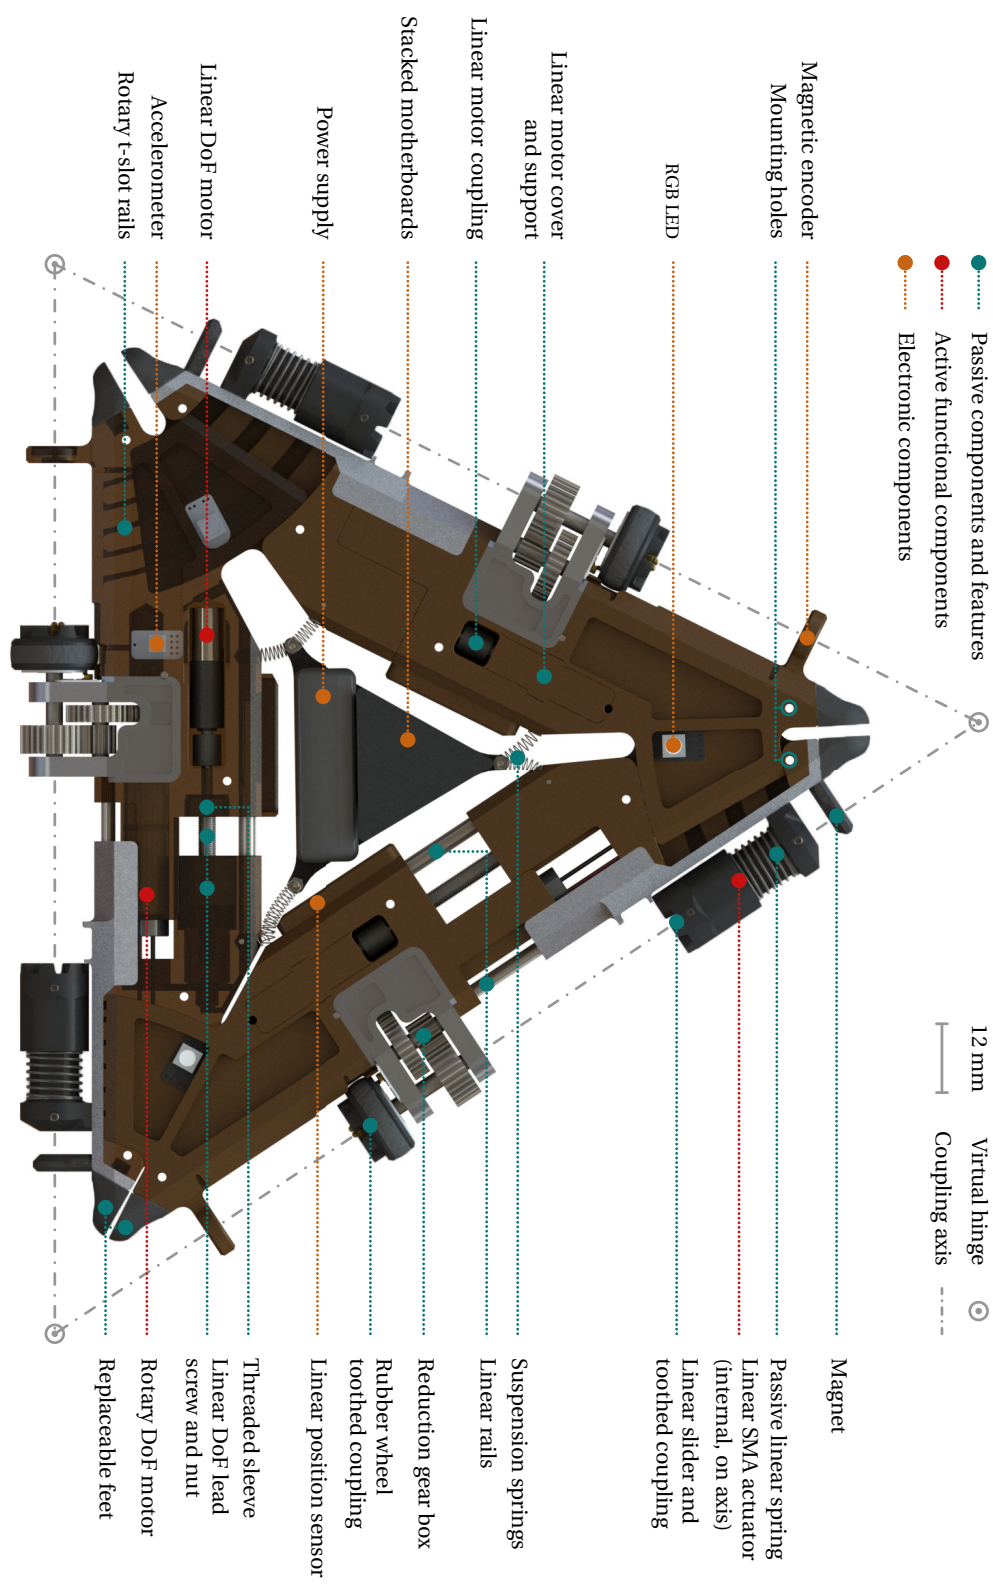 Passive components and features
Active functional components
Electronic components
12 mm
Virtual hinge
Coupling axis
Magnetic encoder
Mounting holes
RGB LED
Linear motor cover
and support
Linear motor coupling
Stacked motherboards
Power supply
Linear DoF motor
Accelerometer
Rotary t-slot rails
Magnet
Passive linear spring
Linear SMA actuator
(internal, on axis)
Linear slider and
toothed coupling
Suspension springs
Linear rails
Reduction gear box
Rubber wheel
toothed coupling
Linear position sensor
Threaded sleeve
Linear DoF lead
screw and nut
Rotary DoF motor
Replaceable feet